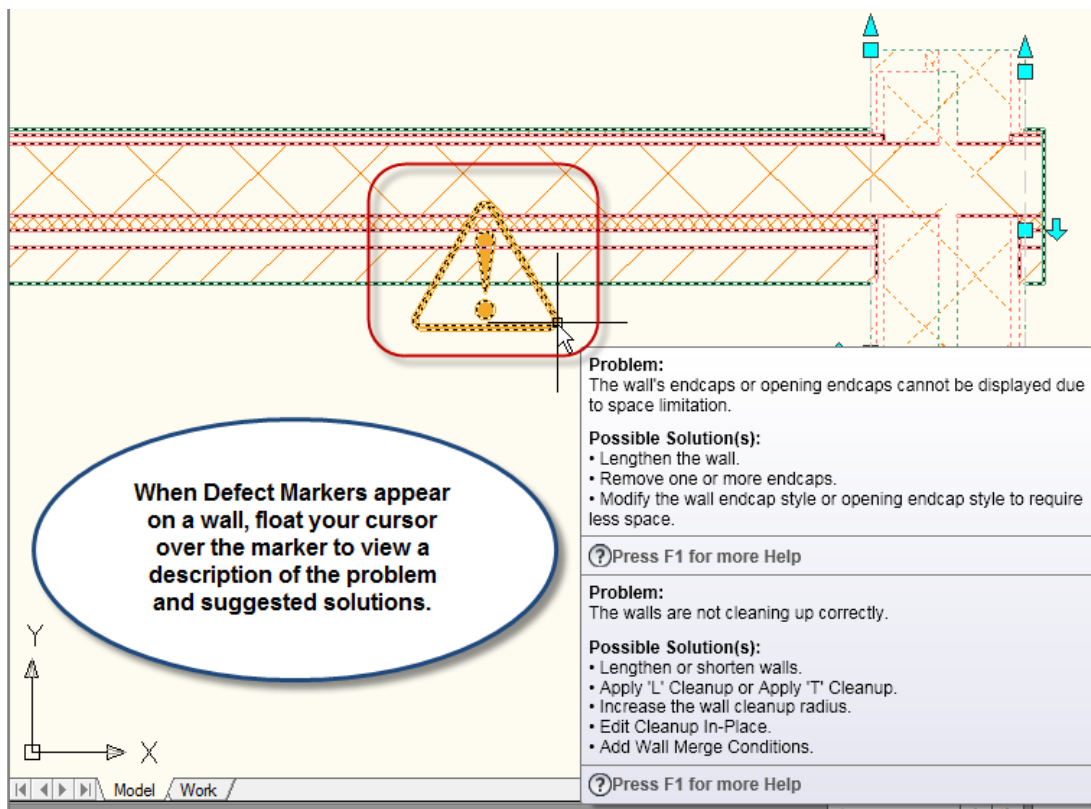 Problem:
The wall's endcaps or opening endcaps cannot be displayed due
to space limitation.
Possible Solution(s):
• Lengthen the wall.
• Remove one or more endcaps.
• Modify the wall endcap style or opening endcap style to require
less space.
?Press F1 for more Help
Problem:
The walls are not cleaning up correctly.
Possible Solution(s):
• Lengthen or shorten walls.
• Apply 'L' Cleanup or Apply 'T' Cleanup.
• Increase the wall cleanup radius.
• Edit Cleanup In-Place.
• Add Wall Merge Conditions.
?Press F1 for more Help
When Defect Markers appear
on a wall, float your cursor
over the marker to view a
description of the problem
and suggested solutions.
Y
X
Model Work